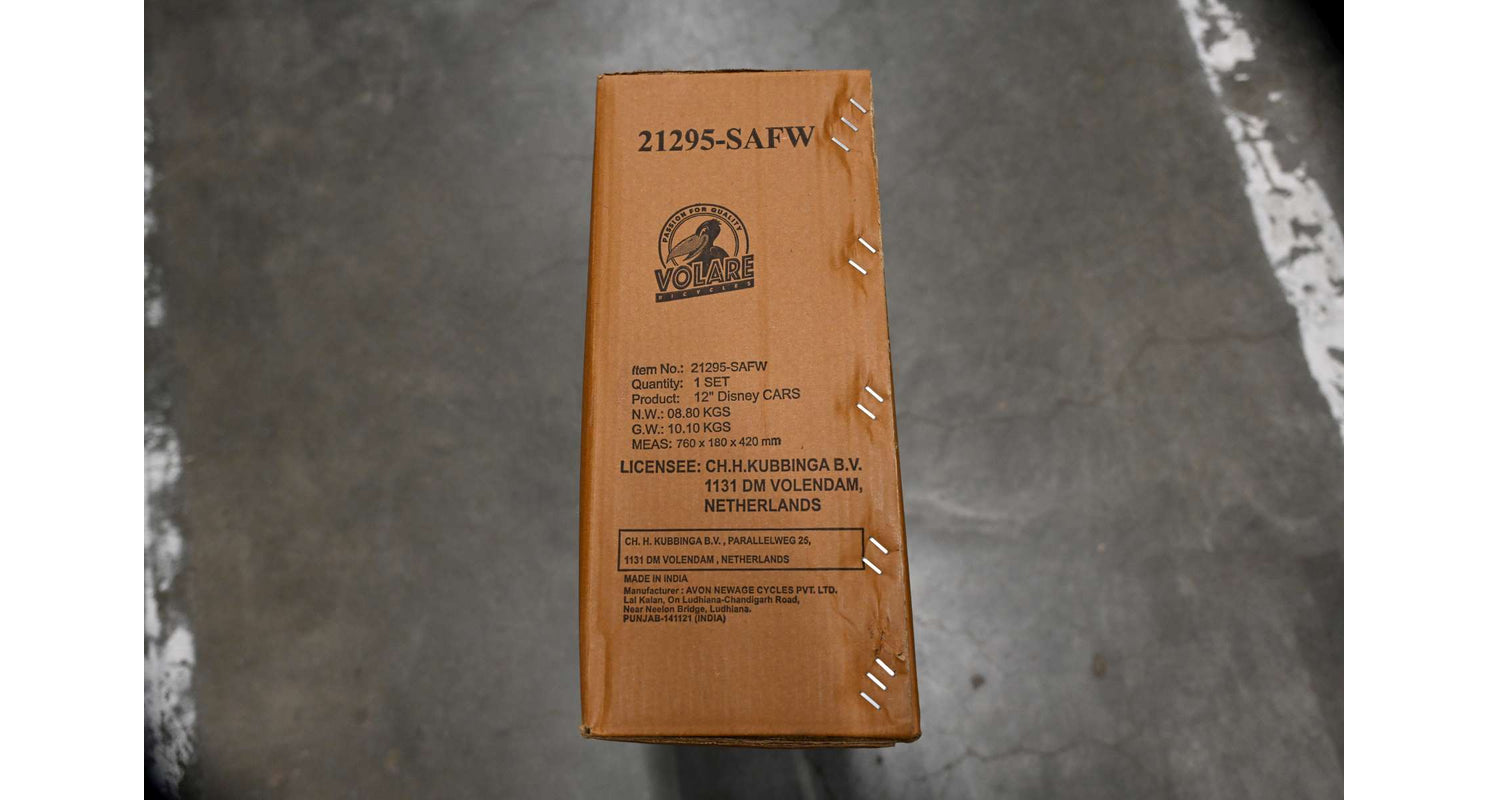 21295-SAFW
PASSION FOR QUALITY
VOLARE
BICYCLES
Item No.: 21295-SAFW
Quantity: 1 SET
Product: 12" Disney CARS
N.W.: 08.80 KGS
G.W.: 10.10 KGS
MEAS: 760 x 180 x 420 mm
LICENSEE: CH.H.KUBBINGA B.V.
1131 DM VOLENDAM,
NETHERLANDS
CH. H. KUBBINGA B.V. , PARALLELWEG 25,
1131 DM VOLENDAM , NETHERLANDS
MADE IN INDIA
Manufacturer : AVON NEWAGE CYCLES PVT. LTD.
Lal Kalan, On Ludhiana-Chandigarh Road,
Near Neelon Bridge, Ludhiana.
PUNJAB-141121 (INDIA)